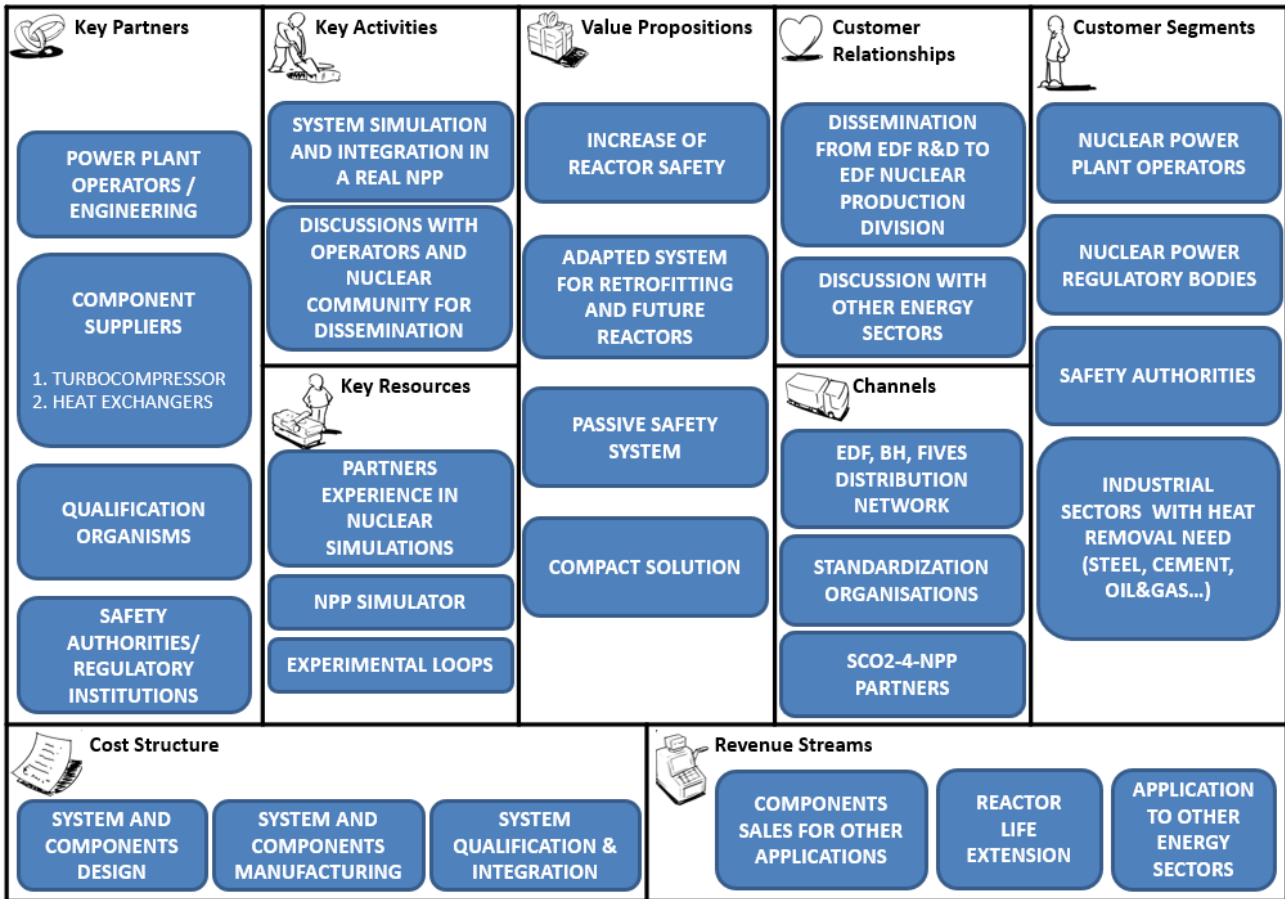 Key Partners
POWER PLANT
OPERATORS /
ENGINEERING
COMPONENT
SUPPLIERS
1. TURBOCOMPRESSOR
2. HEAT EXCHANGERS
QUALIFICATION
ORGANISMS
SAFETY
AUTHORITIES/
REGULATORY
INSTITUTIONS
Key Activities
SYSTEM SIMULATION
AND INTEGRATION IN
A REAL NPP
DISCUSSIONS WITH
OPERATORS AND
NUCLEAR
COMMUNITY FOR
DISSEMINATION
Key Resources
PARTNERS
EXPERIENCE IN
NUCLEAR
SIMULATIONS
NPP SIMULATOR
EXPERIMENTAL LOOPS
Value Propositions
INCREASE OF
REACTOR SAFETY
ADAPTED SYSTEM
FOR RETROFITTING
AND FUTURE
REACTORS
PASSIVE SAFETY
SYSTEM
COMPACT SOLUTION
Customer
Relationships
DISSEMINATION
FROM EDF R&D TO
EDF NUCLEAR
PRODUCTION
DIVISION
DISCUSSION WITH
OTHER ENERGY
SECTORS
Channels
EDF, BH, FIVES
DISTRIBUTION
NETWORK
STANDARDIZATION
ORGANISATIONS
SCO2-4-NPP
PARTNERS
Customer Segments
NUCLEAR POWER
PLANT OPERATORS
NUCLEAR POWER
REGULATORY BODIES
SAFETY AUTHORITIES
INDUSTRIAL
SECTORS WITH HEAT
REMOVAL NEED
(STEEL, CEMENT,
OIL&GAS...)
Cost Structure
SYSTEM AND
COMPONENTS
DESIGN
SYSTEM AND
COMPONENTS
MANUFACTURING
SYSTEM
QUALIFICATION &
INTEGRATION
Revenue Streams
COMPONENTS
SALES FOR OTHER
APPLICATIONS
REACTOR
LIFE
EXTENSION
APPLICATION
TO OTHER
ENERGY
SECTORS